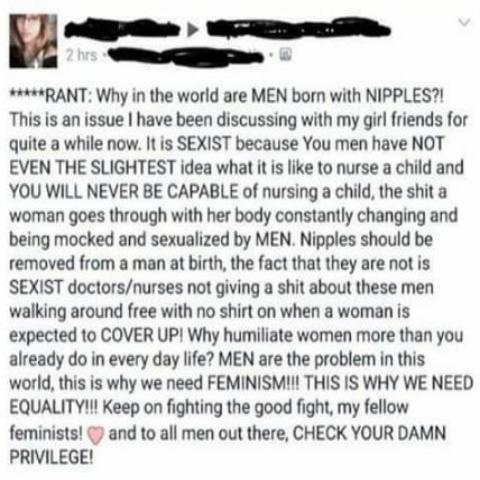 2 hrs
*****RANT: Why in the world are MEN born with NIPPLES?!
This is an issue I have been discussing with my girl friends for
quite a while now. It is SEXIST because You men have NOT
EVEN THE SLIGHTEST idea what it is like to nurse a child and
YOU WILL NEVER BE CAPABLE of nursing a child, the shit a
woman goes through with her body constantly changing and
being mocked and sexualized by MEN. Nipples should be
removed from a man at birth, the fact that they are not is
SEXIST doctors/nurses not giving a shit about these men
walking around free with no shirt on when a woman is
expected to COVER UP! Why humiliate women more than you
already do in every day life? MEN are the problem in this
world, this is why we need FEMINISM!!! THIS IS WHY WE NEED
EQUALITY!!! Keep on fighting the good fight, my fellow
feminists! and to all men out there, CHECK YOUR DAMN
PRIVILEGE!